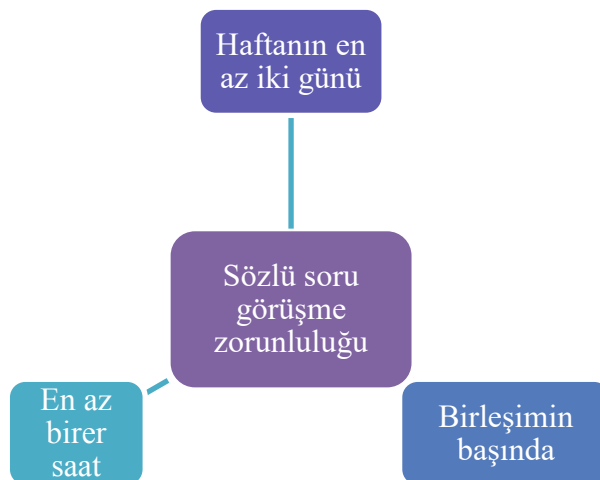 Haftanın en
az iki günü
Sözlü soru
görüşme
zorunluluğu
En az
birer
saat
Birleşimin
başında